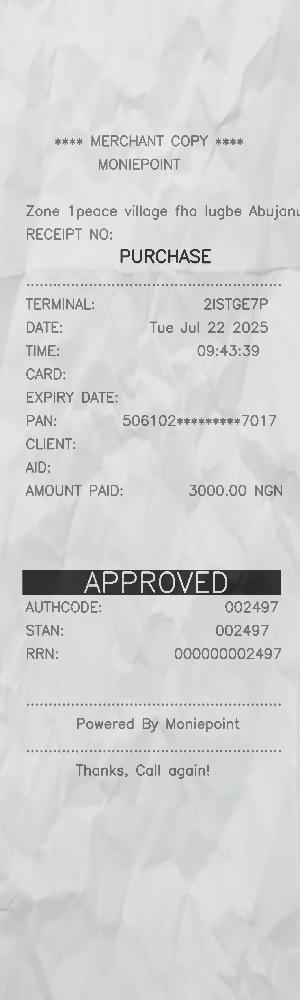 **** MERCHANT COPY ****
MONIEPOINT
Zone 1peace village fha lugbe Abujanu
RECEIPT NO:
PURCHASE
TERMINAL: 2ISTGE7P
DATE: Tue Jul 22 2025
TIME: 09:43:39
CARD:
EXPIRY DATE:
PAN: 506102*********7017
CLIENT:
AID:
AMOUNT PAID: 3000.00 NGN
APPROVED
AUTHCODE: 002497
STAN: 002497
RRN: 000000002497
Powered By Moniepoint
Thanks, Call again!